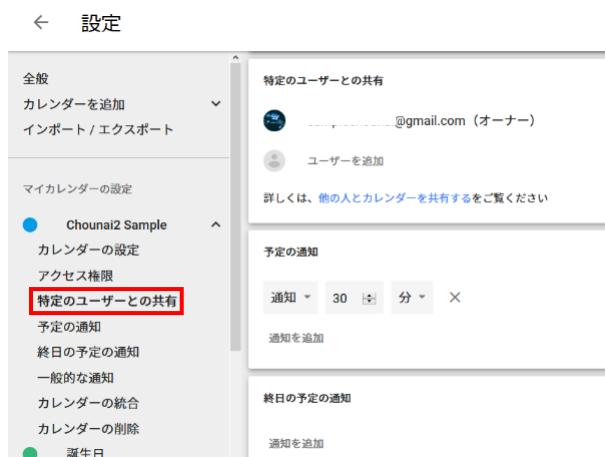 設定
全般
カレンダーを追加
インポート / エクスポート
マイカレンダーの設定
Chounai2 Sample
カレンダーの設定
アクセス権限
特定のユーザーとの共有
予定の通知
終日の予定の通知
一般的な通知
カレンダーの統合
カレンダーの削除
誕生日
特定のユーザーとの共有
@gmail.com（オーナー）
ユーザーを追加
詳しくは、他の人とカレンダーを共有するをご覧ください
予定の通知
通知 30 分
通知を追加
終日の予定の通知
通知を追加